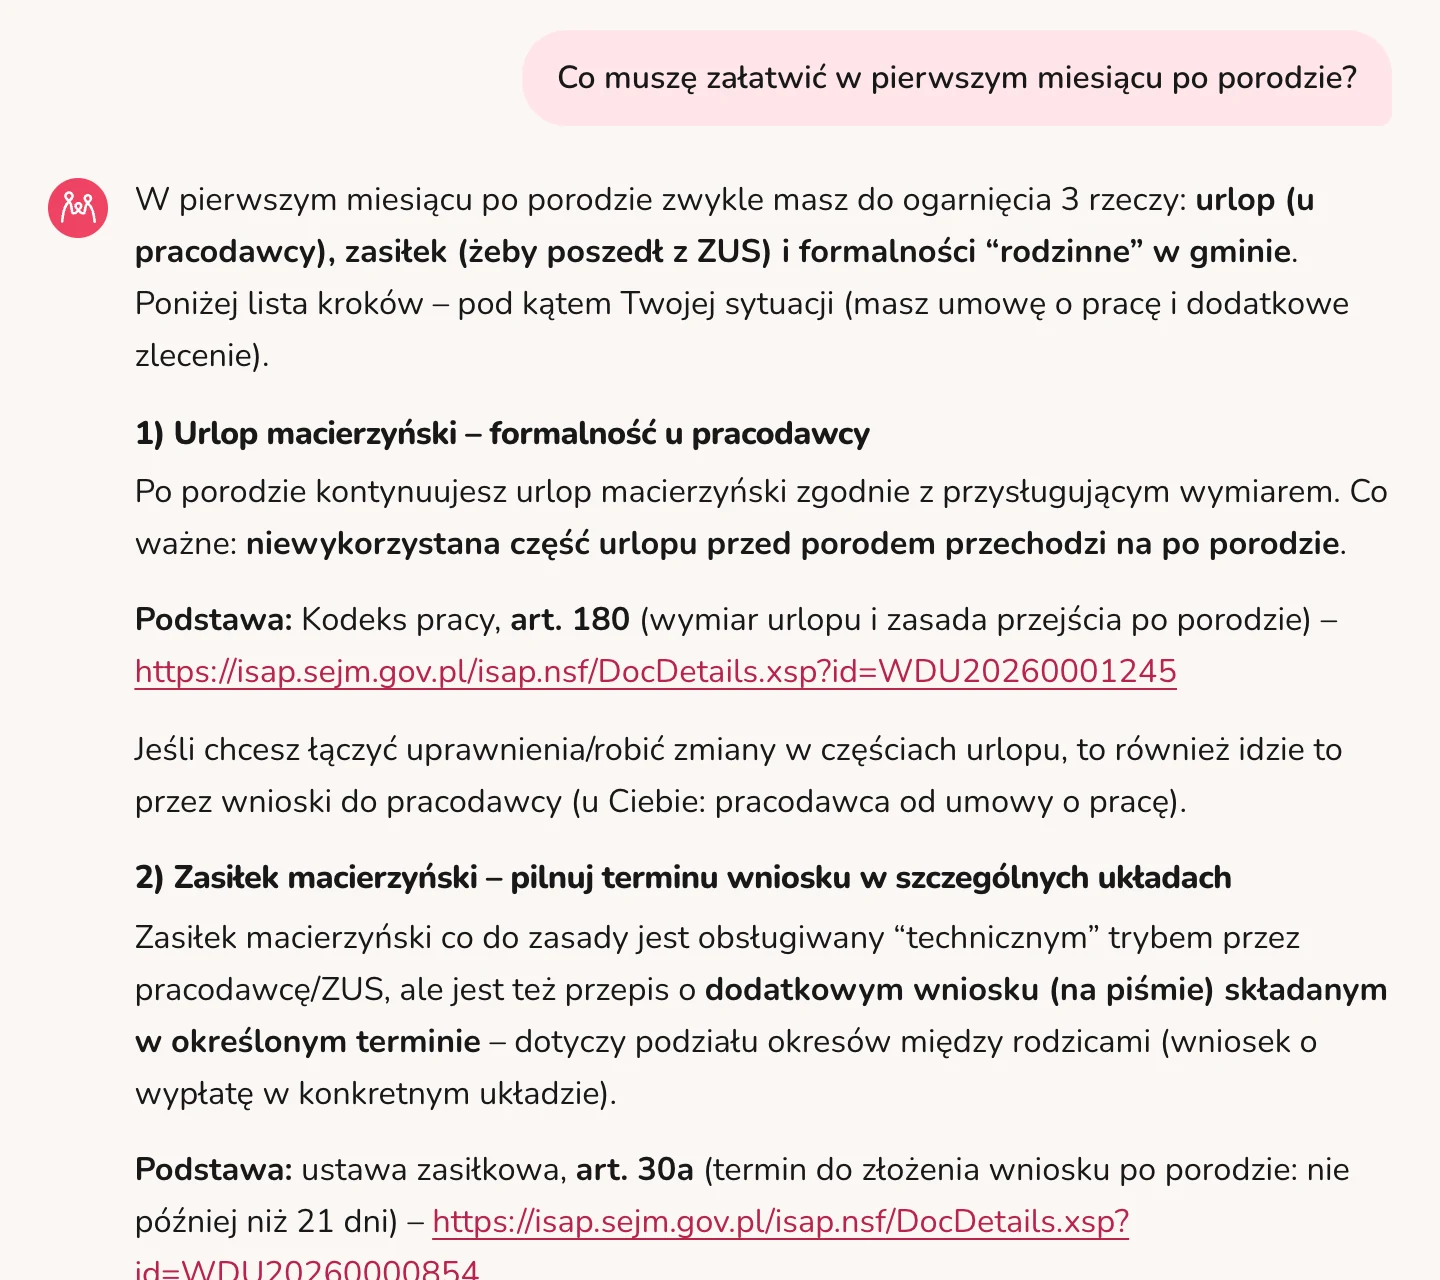 Co muszę załatwić w pierwszym miesiącu po porodzie?
W pierwszym miesiącu po porodzie zwykle masz do ogarnięcia 3 rzeczy: urlop (u
pracodawcy), zasiłek (żeby poszedł z ZUS) i formalności “rodzinne” w gminie.
Poniżej lista kroków – pod kątem Twojej sytuacji (masz umowę o pracę i dodatkowe
zlecenie).
1) Urlop macierzyński – formalność u pracodawcy
Po porodzie kontynuujesz urlop macierzyński zgodnie z przysługującym wymiarem. Co
ważne: niewykorzystana część urlopu przed porodem przechodzi na po porodzie.
Podstawa: Kodeks pracy, art. 180 (wymiar urlopu i zasada przejścia po porodzie) –
https://isap.sejm.gov.pl/isap.nsf/DocDetails.xsp?id=WDU20260001245
Jeśli chcesz łączyć uprawnienia/robić zmiany w częściach urlopu, to również idzie to
przez wnioski do pracodawcy (u Ciebie: pracodawca od umowy o pracę).
2) Zasiłek macierzyński – pilnuj terminu wniosku w szczególnych układach
Zasiłek macierzyński co do zasady jest obsługiwany “technicznym” trybem przez
pracodawcę/ZUS, ale jest też przepis o dodatkowym wniosku (na piśmie) składanym
w określonym terminie – dotyczy podziału okresów między rodzicami (wniosek o
wypłatę w konkretnym układzie).
Podstawa: ustawa zasiłkowa, art. 30a (termin do złożenia wniosku po porodzie: nie
później niż 21 dni) – https://isap.sejm.gov.pl/isap.nsf/DocDetails.xsp?
id=WDU20260000854